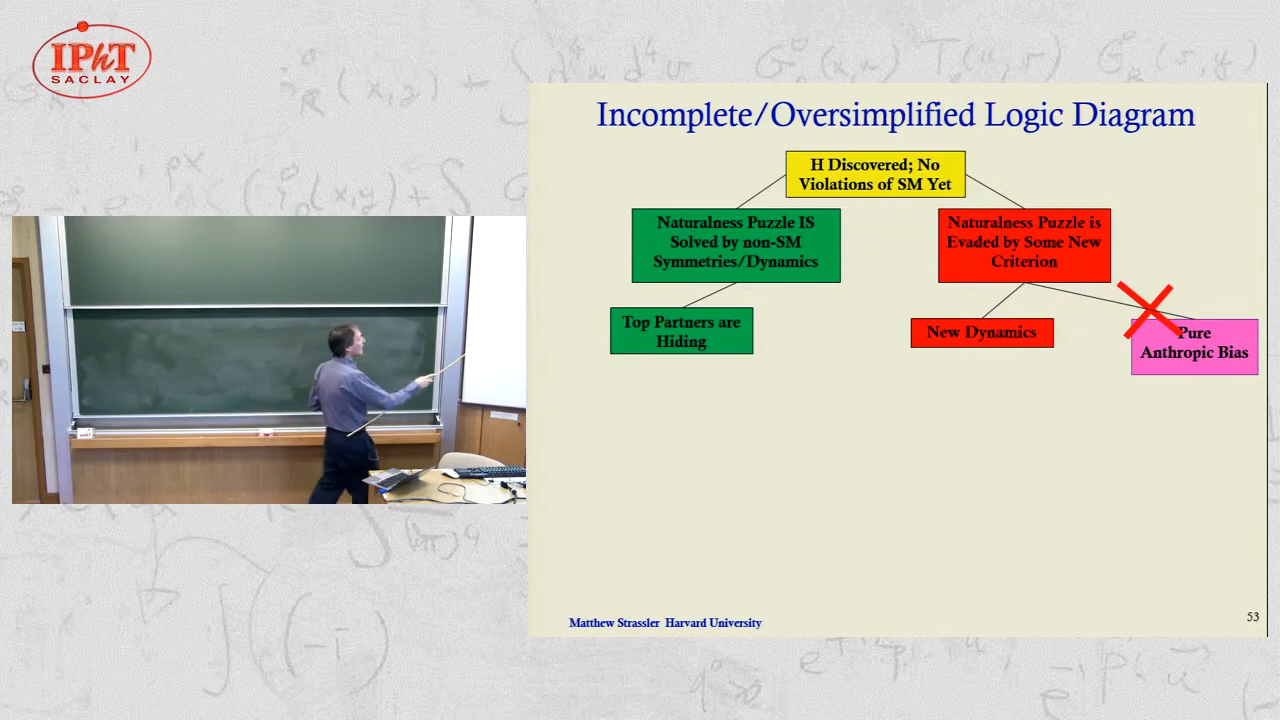 IPhT
SACLAY
Incomplete/Oversimplified Logic Diagram
H Discovered; No
Violations of SM Yet
Naturalness Puzzle IS
Solved by non-SM
Symmetries/Dynamics
Naturalness Puzzle is
Evaded by Some New
Criterion
Top Partners are
Hiding
New Dynamics
Pure
Anthropic Bias
Matthew Strassler Harvard University
53